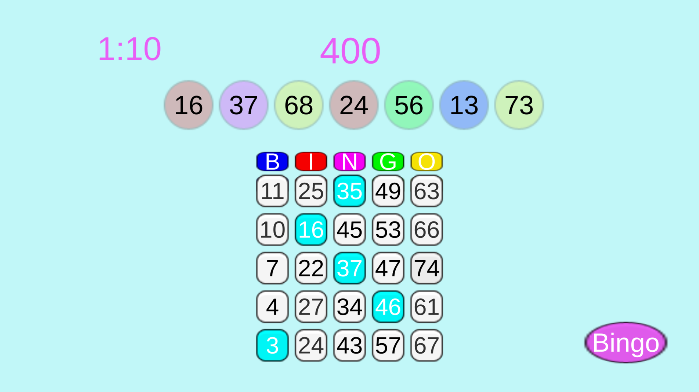 1:10 400
16 37 68 24 56 13 73
B I N G O
11 25 35 49 63
10 16 45 53 66
7 22 37 47 74
4 27 34 46 61
3 24 43 57 67
Bingo